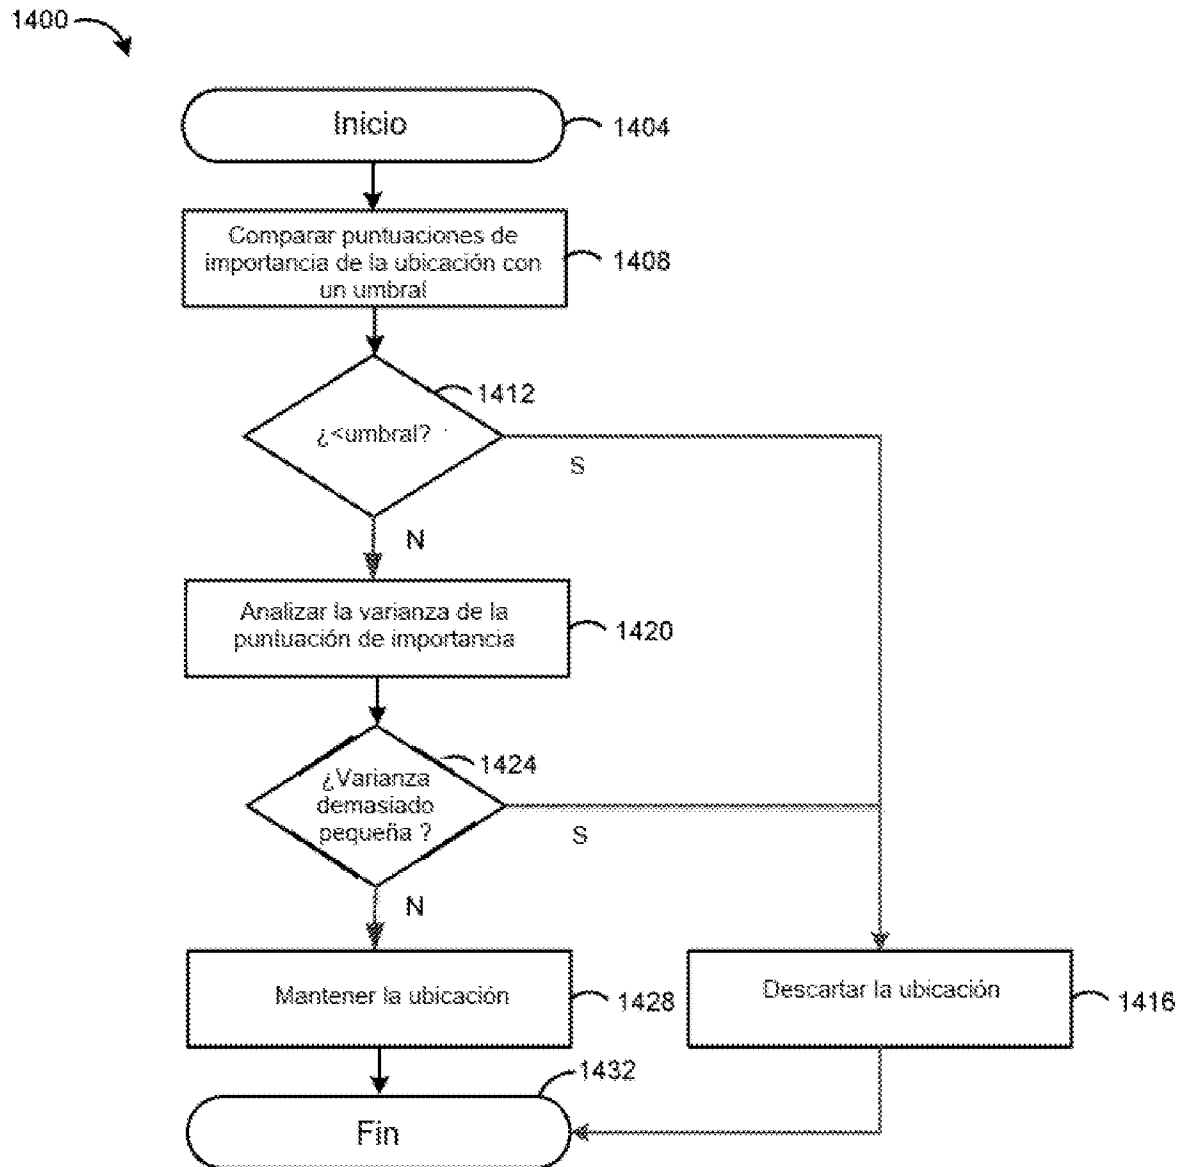 1400
Inicio
1404
Comparar puntuaciones de
importancia de la ubicación con
un umbral
1408
1412
¿<umbral?
S
N
Analizar la varianza de la
puntuación de importancia
1420
1424
¿Varianza
demasiado
pequeña ?
S
N
Mantener la ubicación
1428
Descartar la ubicación
1416
1432
Fin